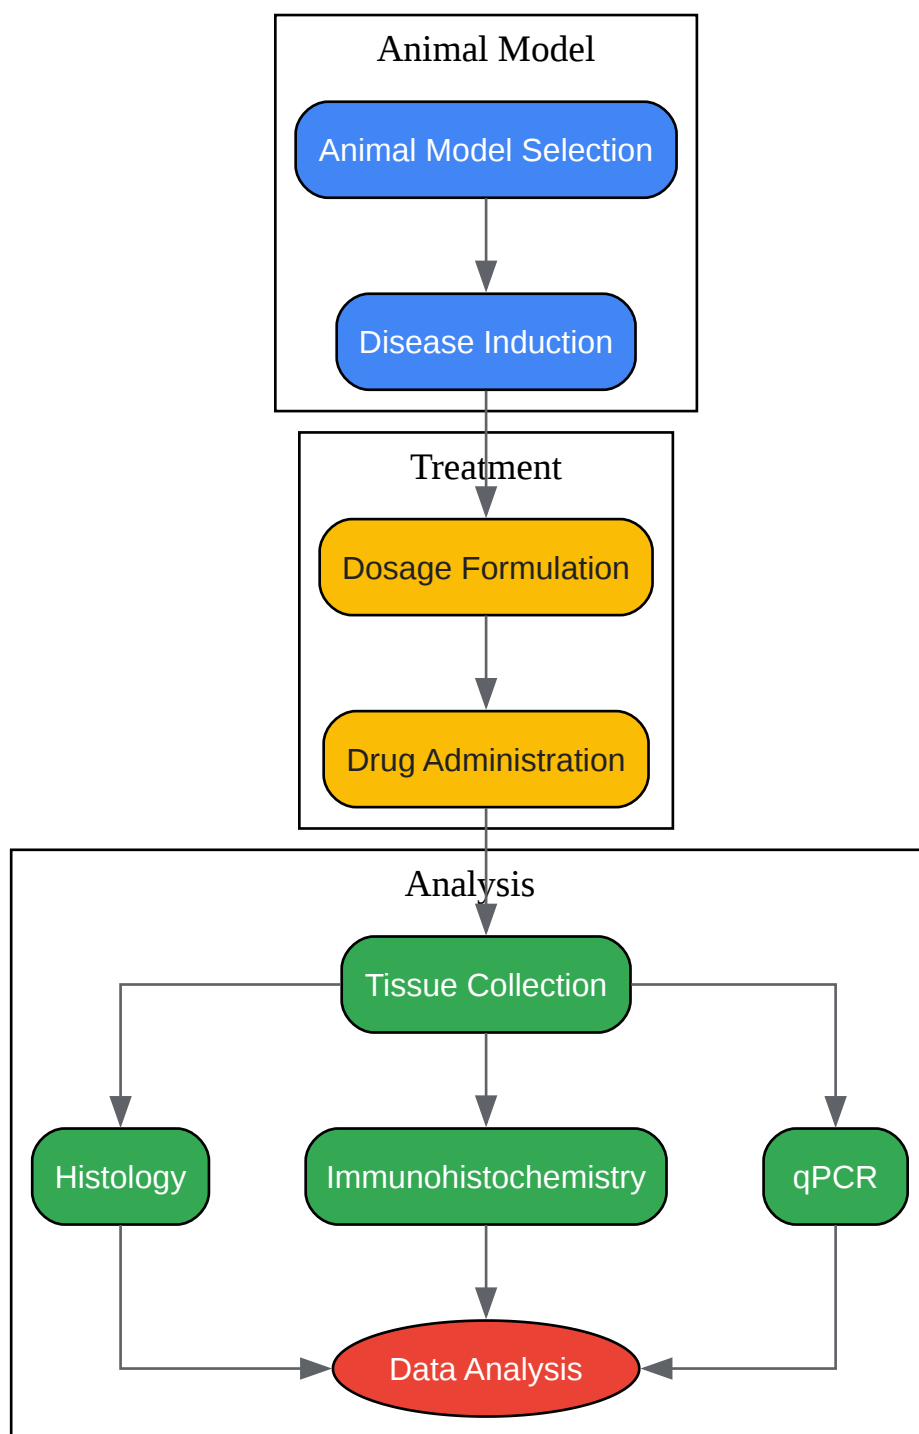 Animal Model
Animal Model Selection
Disease Induction
Treatment
Dosage Formulation
Drug Administration
Analysis
Tissue Collection
Histology
Immunohistochemistry
qPCR
Data Analysis